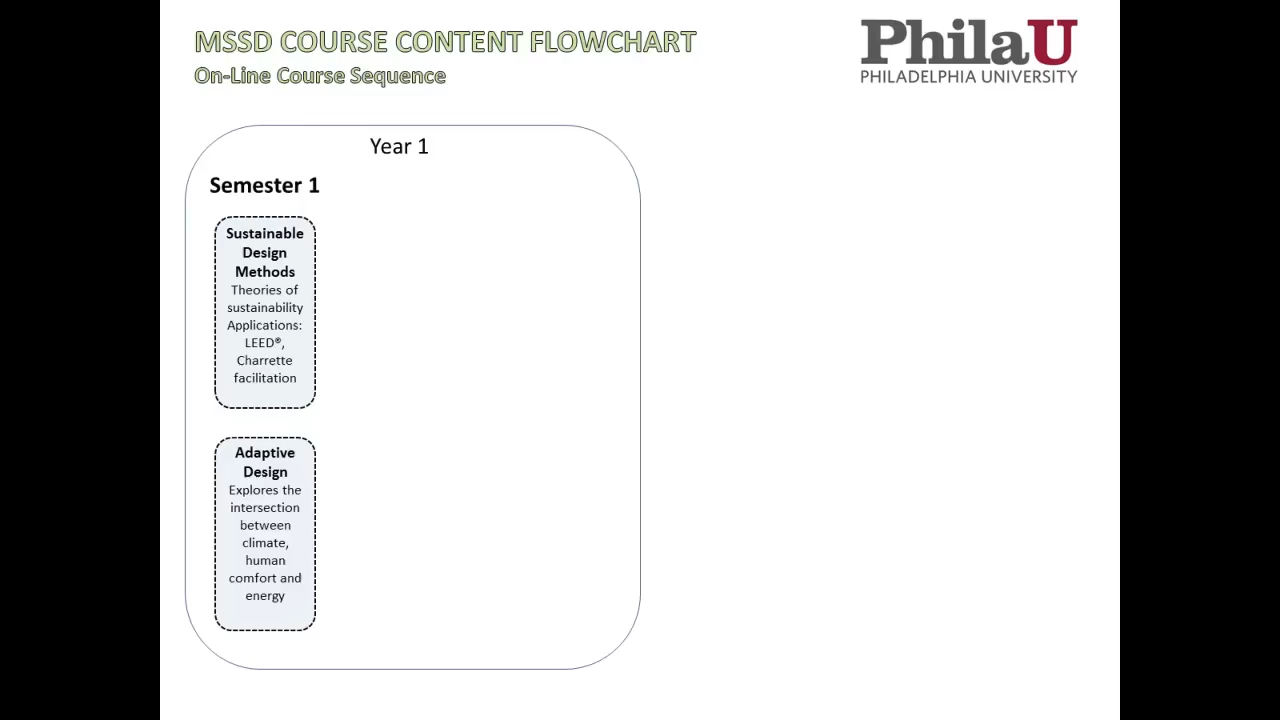 MSSD COURSE CONTENT FLOWCHART
On-Line Course Sequence
PhilaU
PHILADELPHIA UNIVERSITY
Year 1
Semester 1
Sustainable
Design
Methods
Theories of
sustainability
Applications:
LEED®,
Charrette
facilitation
Adaptive
Design
Explores the
intersection
between
climate,
human
comfort and
energy